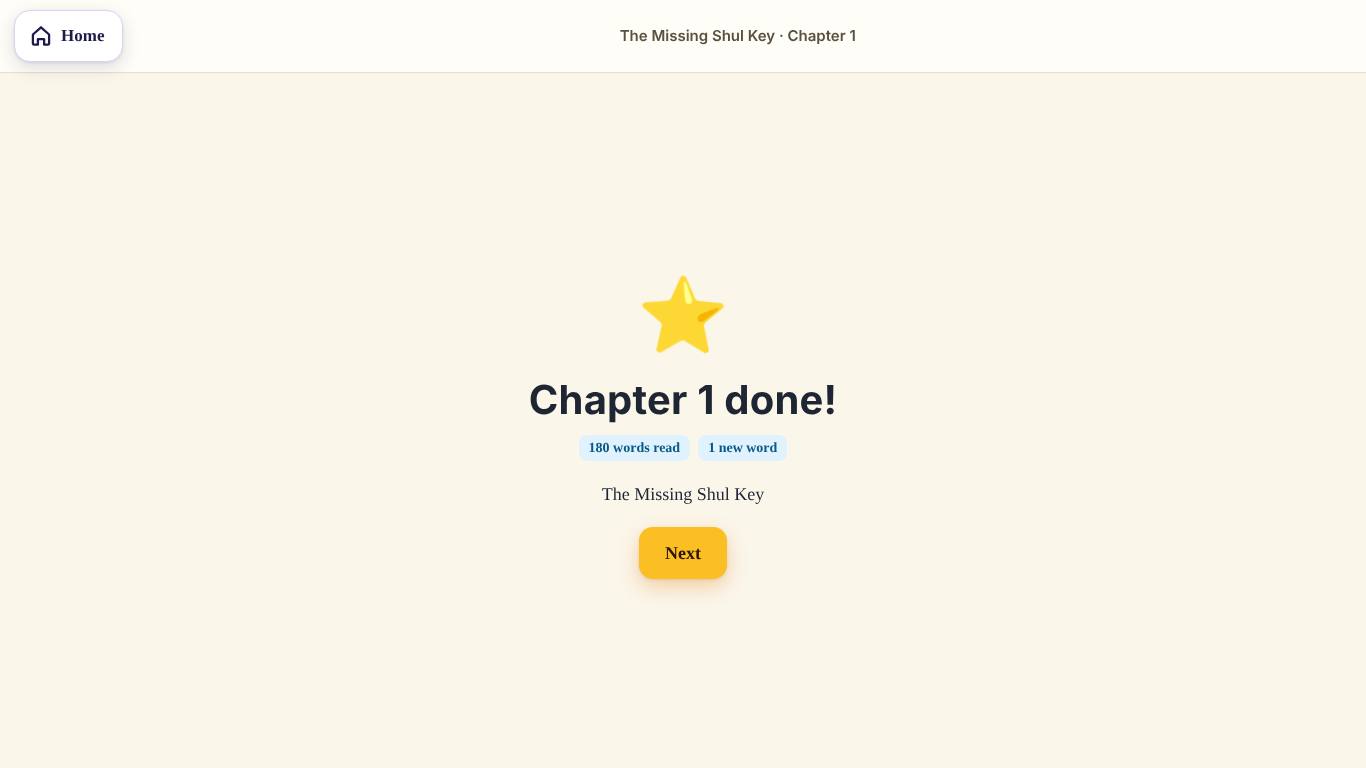 Home
The Missing Shul Key · Chapter 1
Chapter 1 done!
180 words read
1 new word
The Missing Shul Key
Next